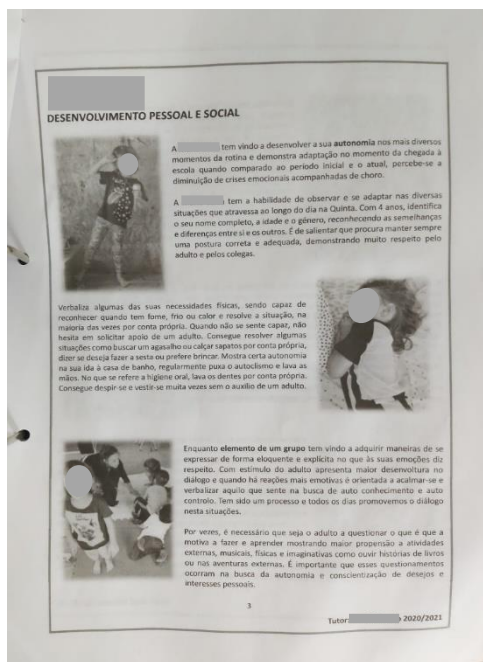 DESENVOLVIMENTO PESSOAL E SOCIAL
A tem vindo a desenvolver a sua autonomia nos mais diversos
momentos da rotina e demonstra adaptação no momento da chegada à
escola quando comparado ao período inicial e o atual, percebe-se a
diminuição de crises emocionais acompanhadas de choro.
A tem a habilidade de observar e se adaptar nas diversas
situações que atravessa ao longo do dia na Quinta. Com 4 anos, identifica
o seu nome completo, a idade e o género, reconhecendo as semelhanças
e diferenças entre si e os outros. É de salientar que procura manter sempre
uma postura correta e adequada, demonstrando muito respeito pelo
adulto e pelos colegas.
Verbaliza algumas das suas necessidades físicas, sendo capaz de
reconhecer quando tem fome, frio ou calor e resolve a situação, na
maioria das vezes por conta própria. Quando não se sente capaz, não
hesita em solicitar apoio de um adulto. Consegue resolver algumas
situações como buscar um agasalho ou calçar sapatos por conta própria,
dizer se deseja fazer a sesta ou prefere brincar. Mostra certa autonomia
na sua ida à casa de banho, regularmente puxa o autoclismo e lava as
mãos. No que se refere a higiene oral, lava os dentes por conta própria.
Consegue despir-se e vestir-se muita vezes sem o auxílio de um adulto.
Enquanto elemento de um grupo tem vindo a adquirir maneiras de se
expressar de forma eloquente e explícita no que às suas emoções diz
respeito. Com estímulo do adulto apresenta maior desenvoltura no
diálogo e quando há reações mais emotivas é orientada a acalmar-se e
verbalizar aquilo que sente na busca de auto conhecimento e auto
controlo. Tem sido um processo e todos os dias promovemos o diálogo
nesta situações.
Por vezes, é necessário que seja o adulto a questionar o que é que a
motiva a fazer e aprender mostrando maior propensão a atividades
externas, musicais, físicas e imaginativas como ouvir histórias de livros
ou nas aventuras externas. É importante que esses questionamentos
ocorram na busca da autonomia e conscientização de desejos e
interesses pessoais.
3
Tutor 2020/2021